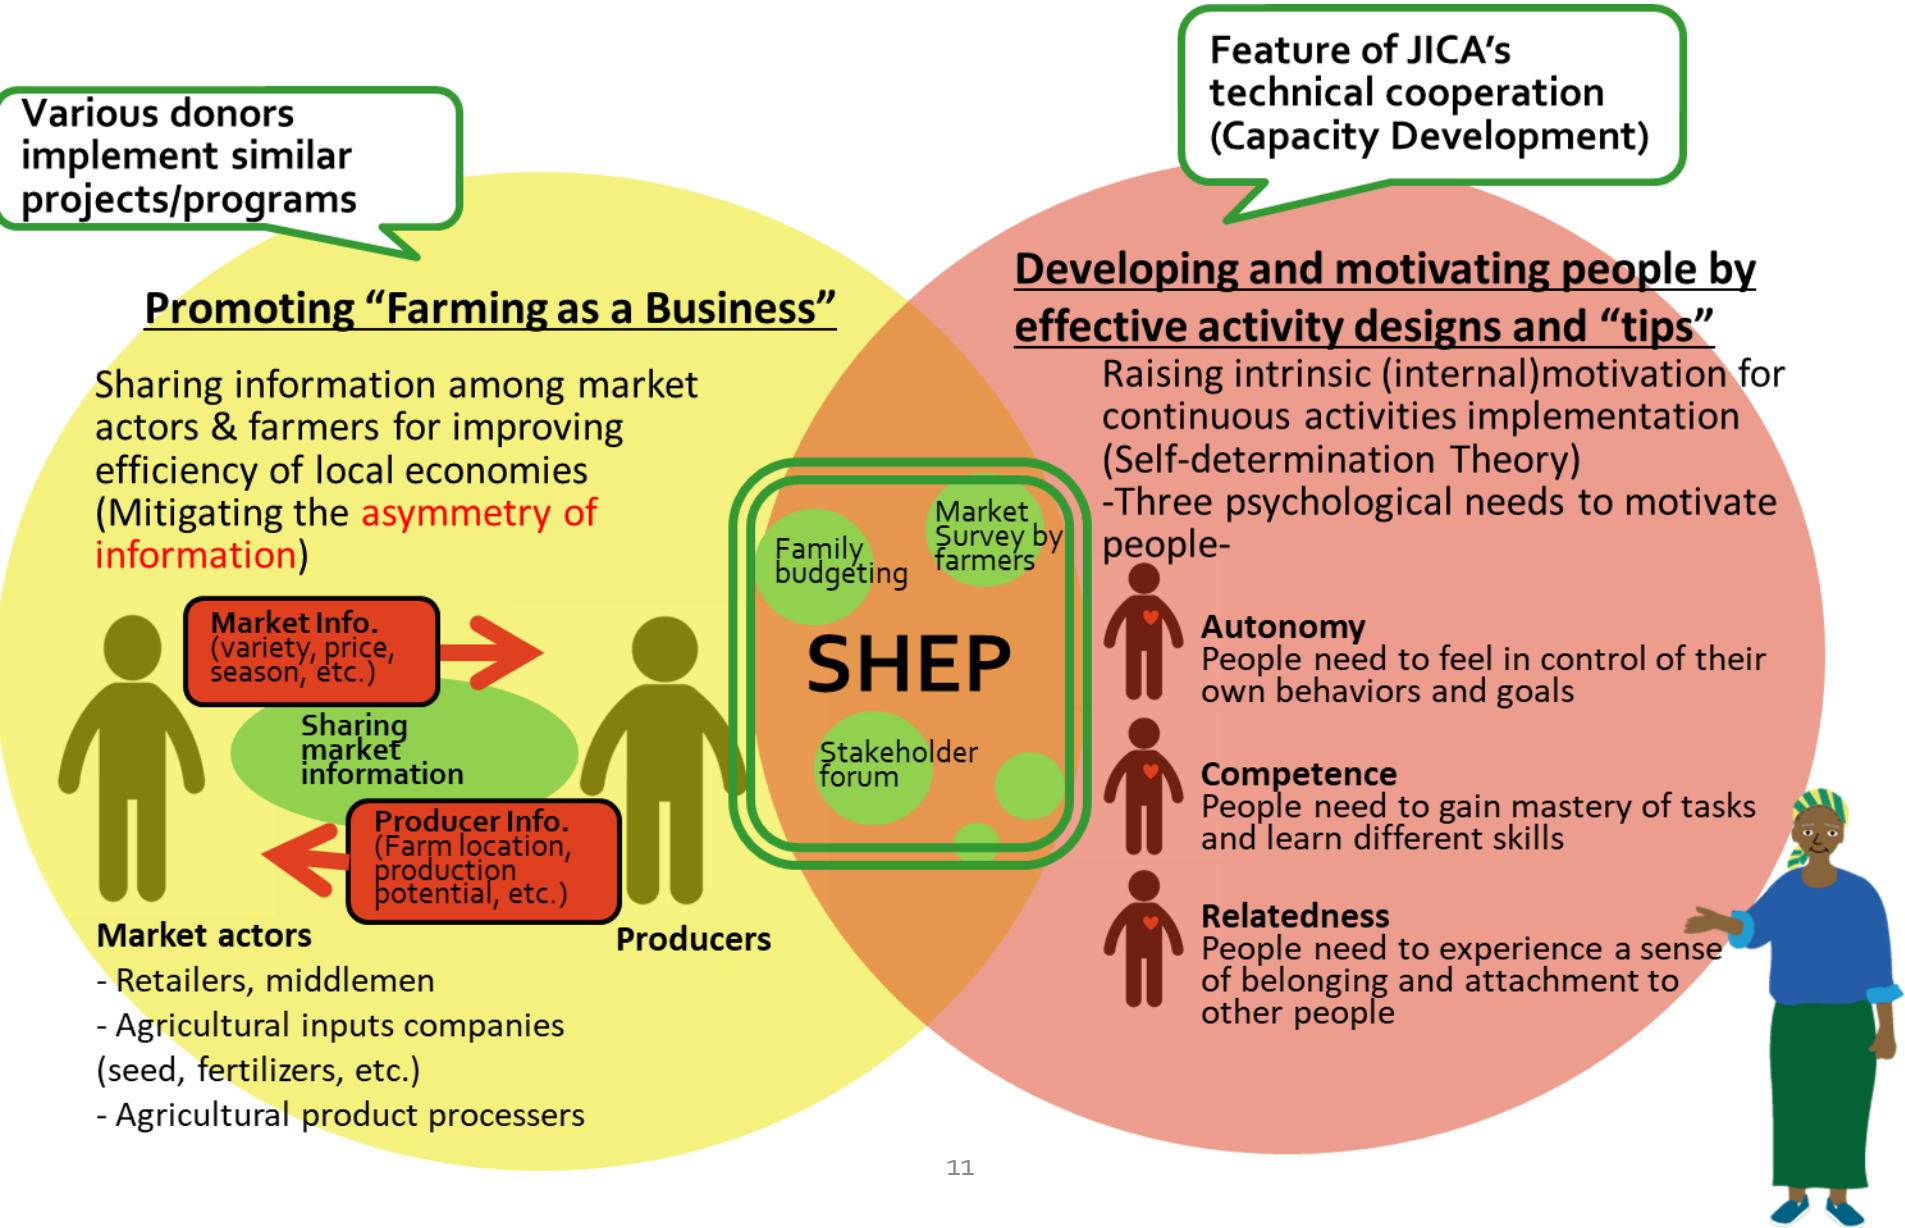 Various donors
implement similar
projects/programs
Feature of JICA’s
technical cooperation
(Capacity Development)
Promoting “Farming as a Business”
Sharing information among market
actors & farmers for improving
efficiency of local economies
(Mitigating the asymmetry of
information)
Market Info.
(variety, price,
season, etc.)
Sharing
market
information
Producer Info.
(Farm location,
production
potential, etc.)
Market actors
- Retailers, middlemen
- Agricultural inputs companies
(seed, fertilizers, etc.)
- Agricultural product processers
Producers
Family
budgeting
Market
Survey by
farmers
SHEP
Stakeholder
forum
Developing and motivating people by
effective activity designs and “tips”
Raising intrinsic (internal)motivation for
continuous activities implementation
(Self-determination Theory)
-Three psychological needs to motivate
people-
Autonomy
People need to feel in control of their
own behaviors and goals
Competence
People need to gain mastery of tasks
and learn different skills
Relatedness
People need to experience a sense
of belonging and attachment to
other people
11